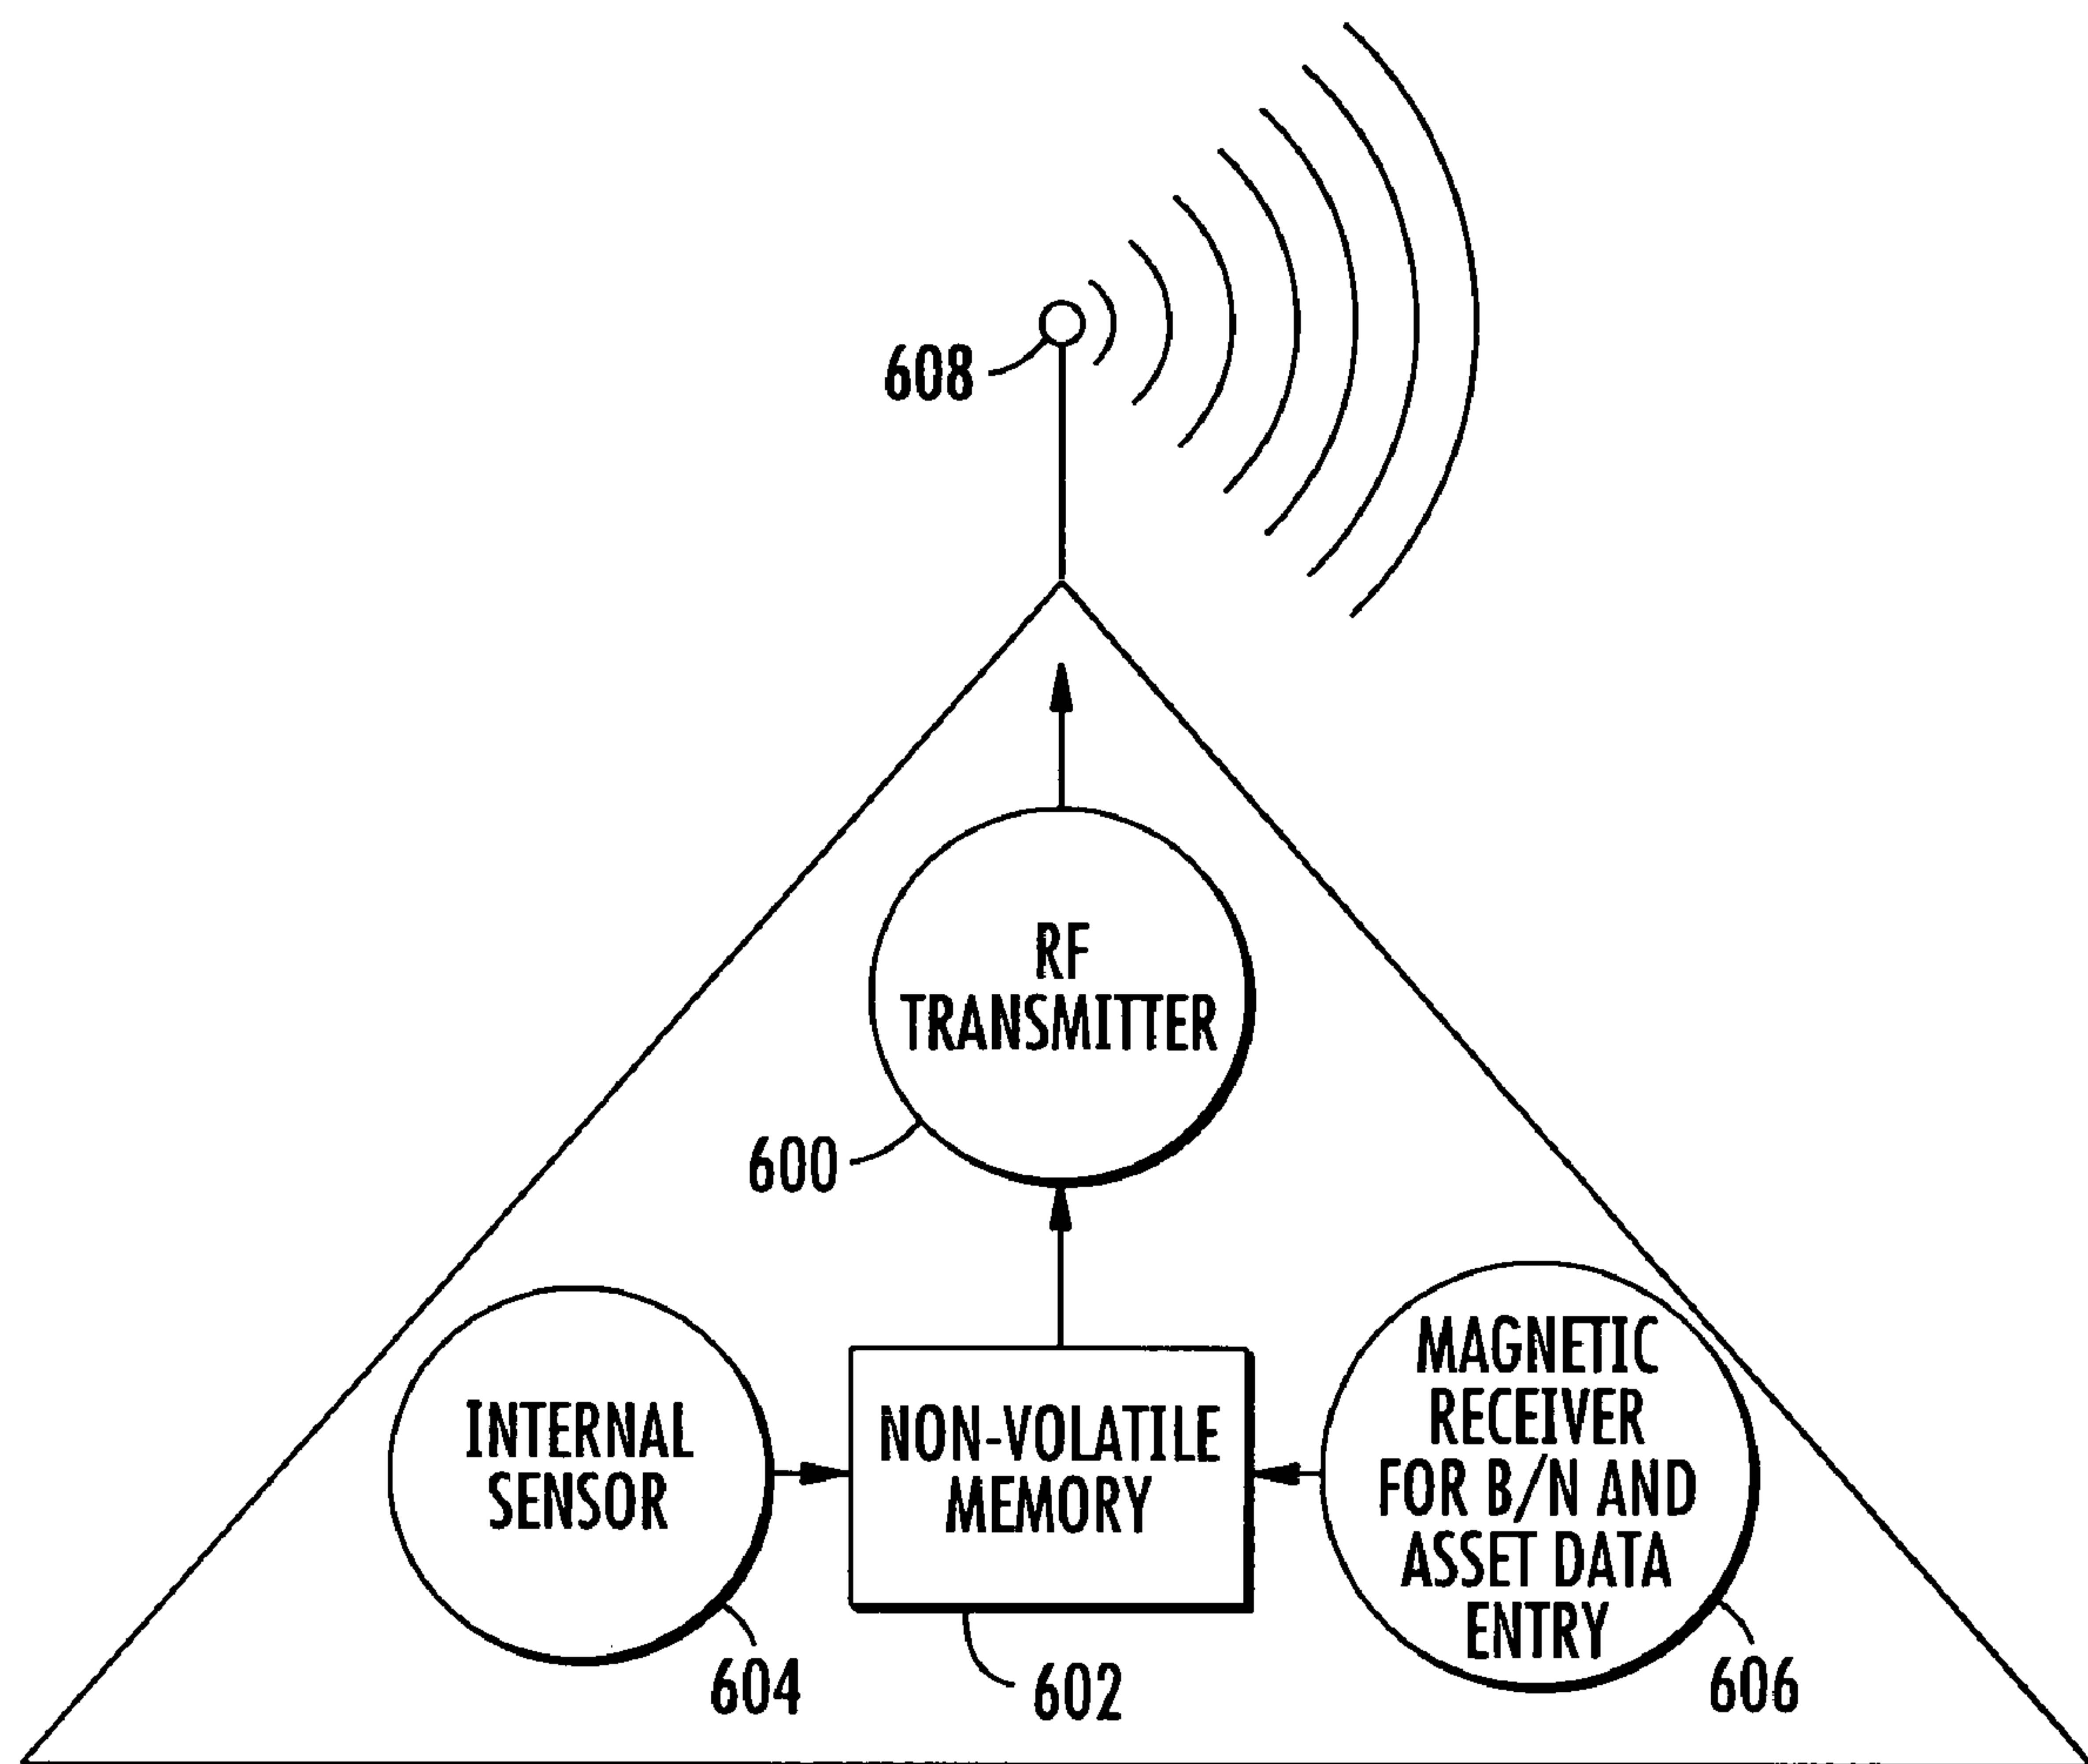 608
RF
TRANSMITTER
600
INTERNAL
SENSOR
NON-VOLATILE
MEMORY
MAGNETIC
RECEIVER
FOR B/N AND
ASSET DATA
ENTRY
604
602
606